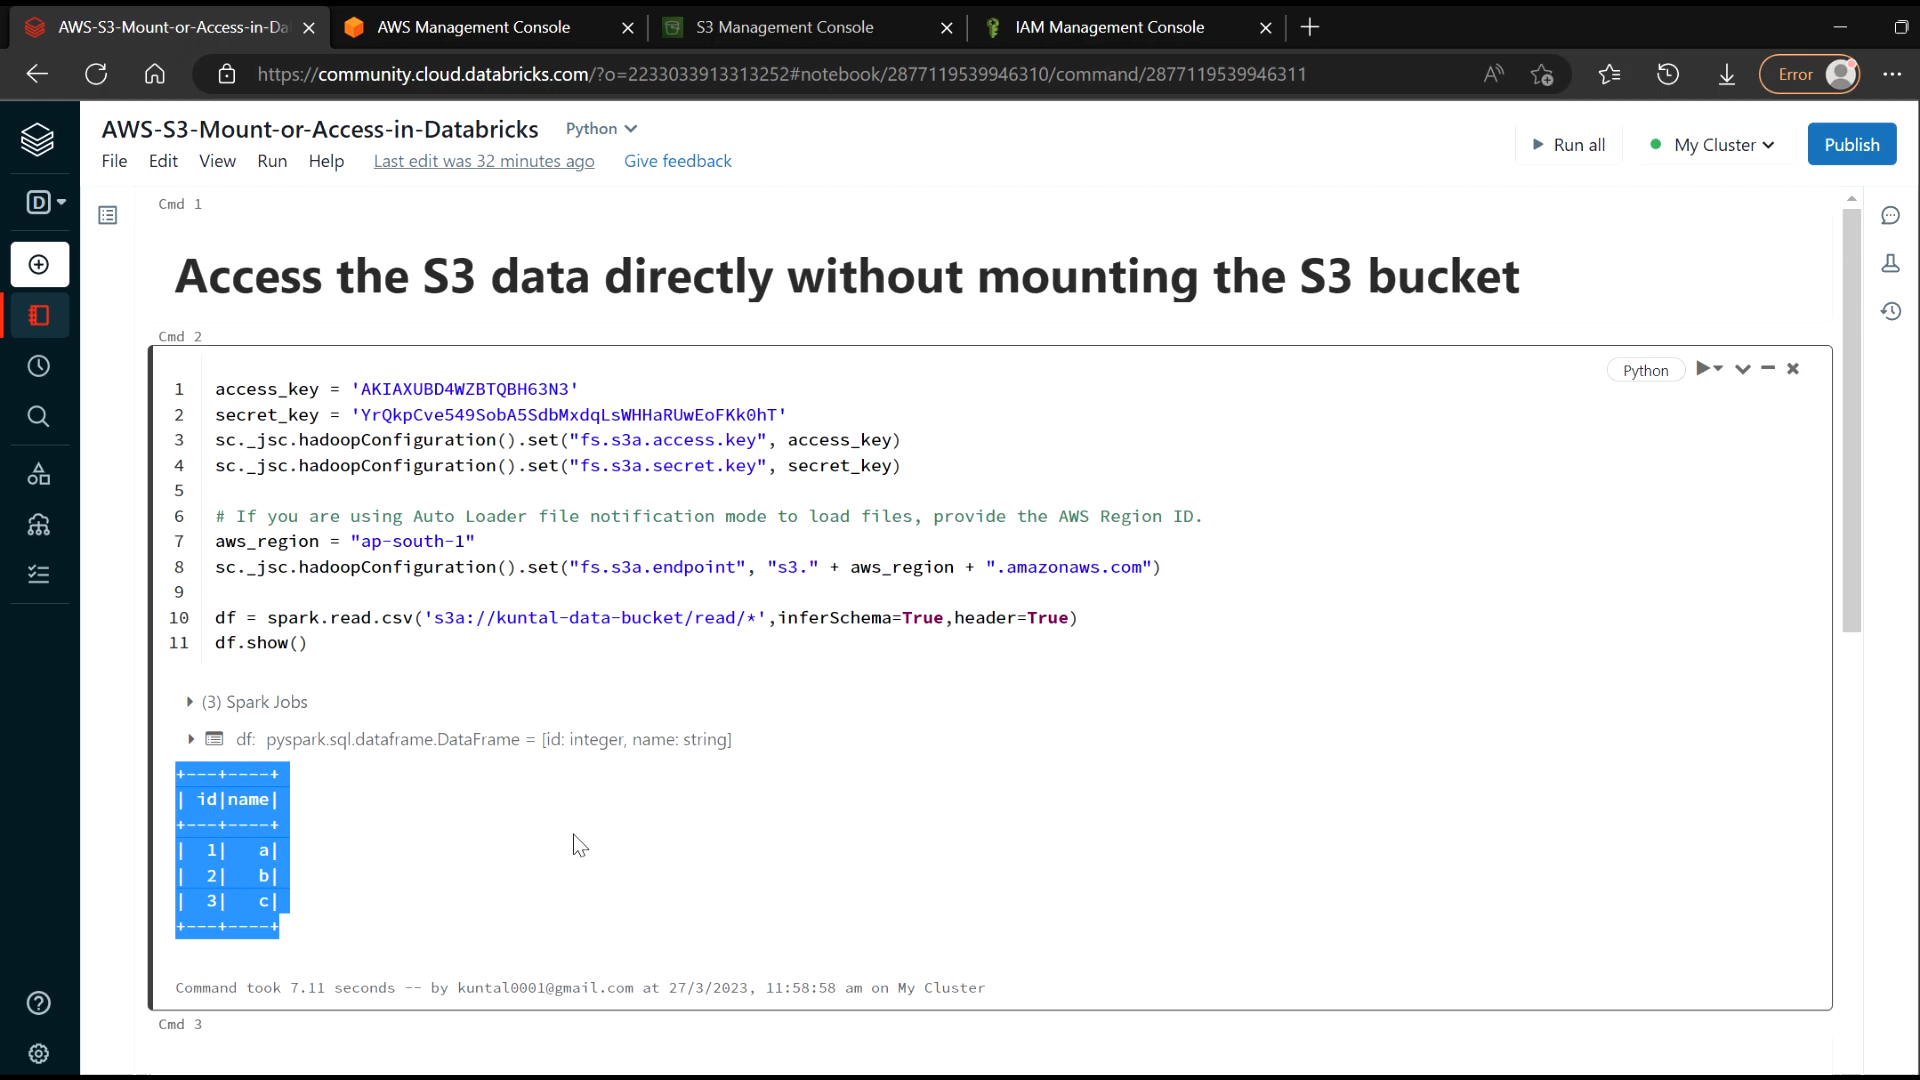 AWS-S3-Mount-or-Access-in-Da
AWS Management Console
S3 Management Console
IAM Management Console
https://community.cloud.databricks.com/?o=2233033913313252#notebook/2877119539946310/command/2877119539946311
Error
AWS-S3-Mount-or-Access-in-Databricks Python
File Edit View Run Help Last edit was 32 minutes ago Give feedback
Run all
My Cluster
Publish
D
Cmd 1
Access the S3 data directly without mounting the S3 bucket
Cmd 2
Python
1 access_key = 'AKIAXUBD4WZBTQBH63N3'
2 secret_key = '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'
3 sc._jsc.hadoopConfiguration().set("fs.s3a.access.key", access_key)
4 sc._jsc.hadoopConfiguration().set("fs.s3a.secret.key", secret_key)
5
6 # If you are using Auto Loader file notification mode to load files, provide the AWS Region ID.
7 aws_region = "ap-south-1"
8 sc._jsc.hadoopConfiguration().set("fs.s3a.endpoint", "s3." + aws_region + ".amazonaws.com")
9
10 df = spark.read.csv('s3a://kuntal-data-bucket/read/*',inferSchema=True,header=True)
11 df.show()
(3) Spark Jobs
df: pyspark.sql.dataframe.DataFrame = [id: integer, name: string]
+---+----+
| id|name|
+---+----+
|  1|   a|
|  2|   b|
|  3|   c|
+---+----+
Command took 7.11 seconds -- by kuntal0001@gmail.com at 27/3/2023, 11:58:58 am on My Cluster
Cmd 3